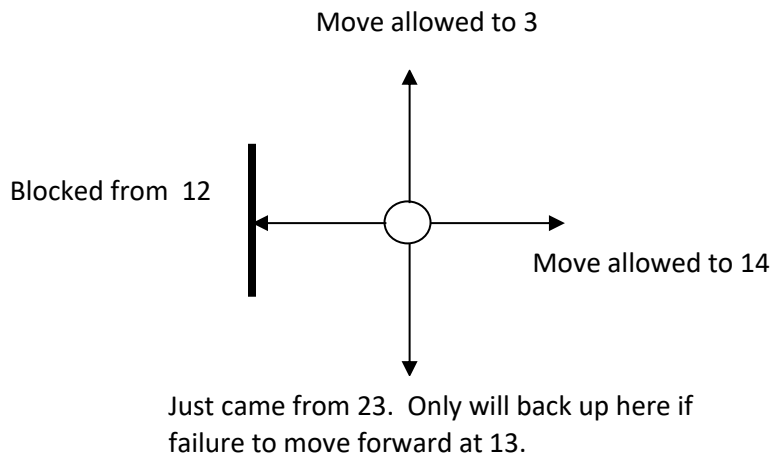 Move allowed to 3
Blocked from  12
Move allowed to 14
Just came from 23.  Only will back up here if
failure to move forward at 13.